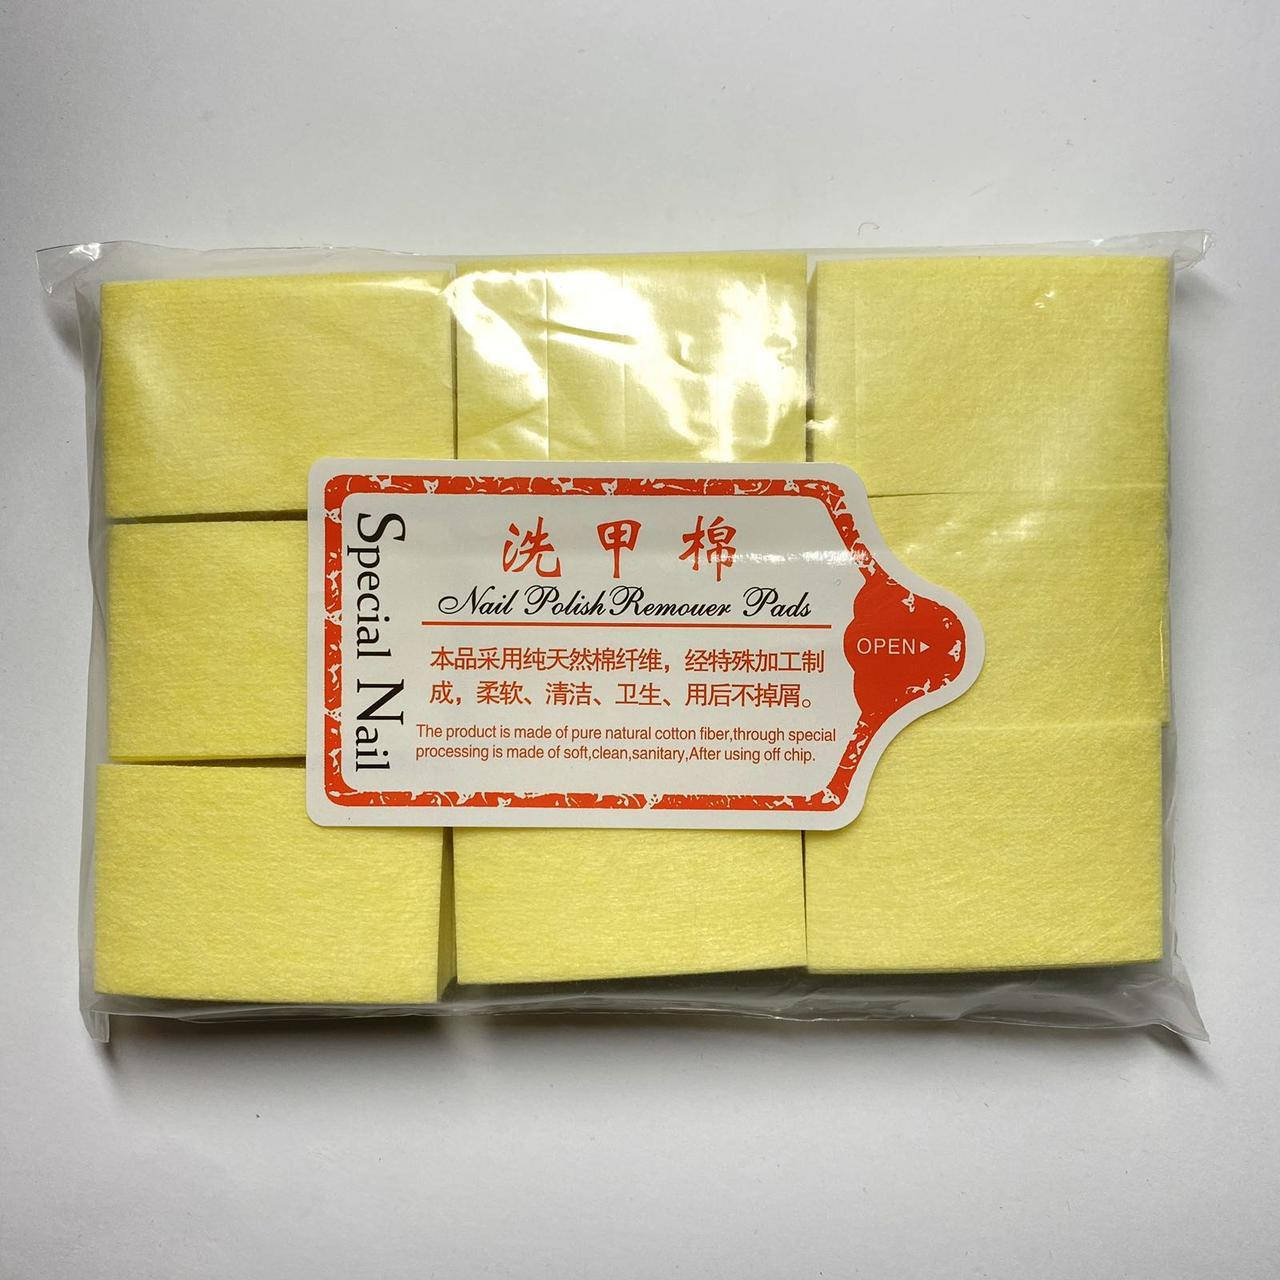 Special Nail
洗甲棉
Nail Polish Remouer Pads
本品采用纯天然棉纤维，经特殊加工制
成，柔软、清洁、卫生、用后不掉屑。
The product is made of pure natural cotton fiber,through special
processing is made of soft,clean,sanitary,After using off chip.
OPEN▸